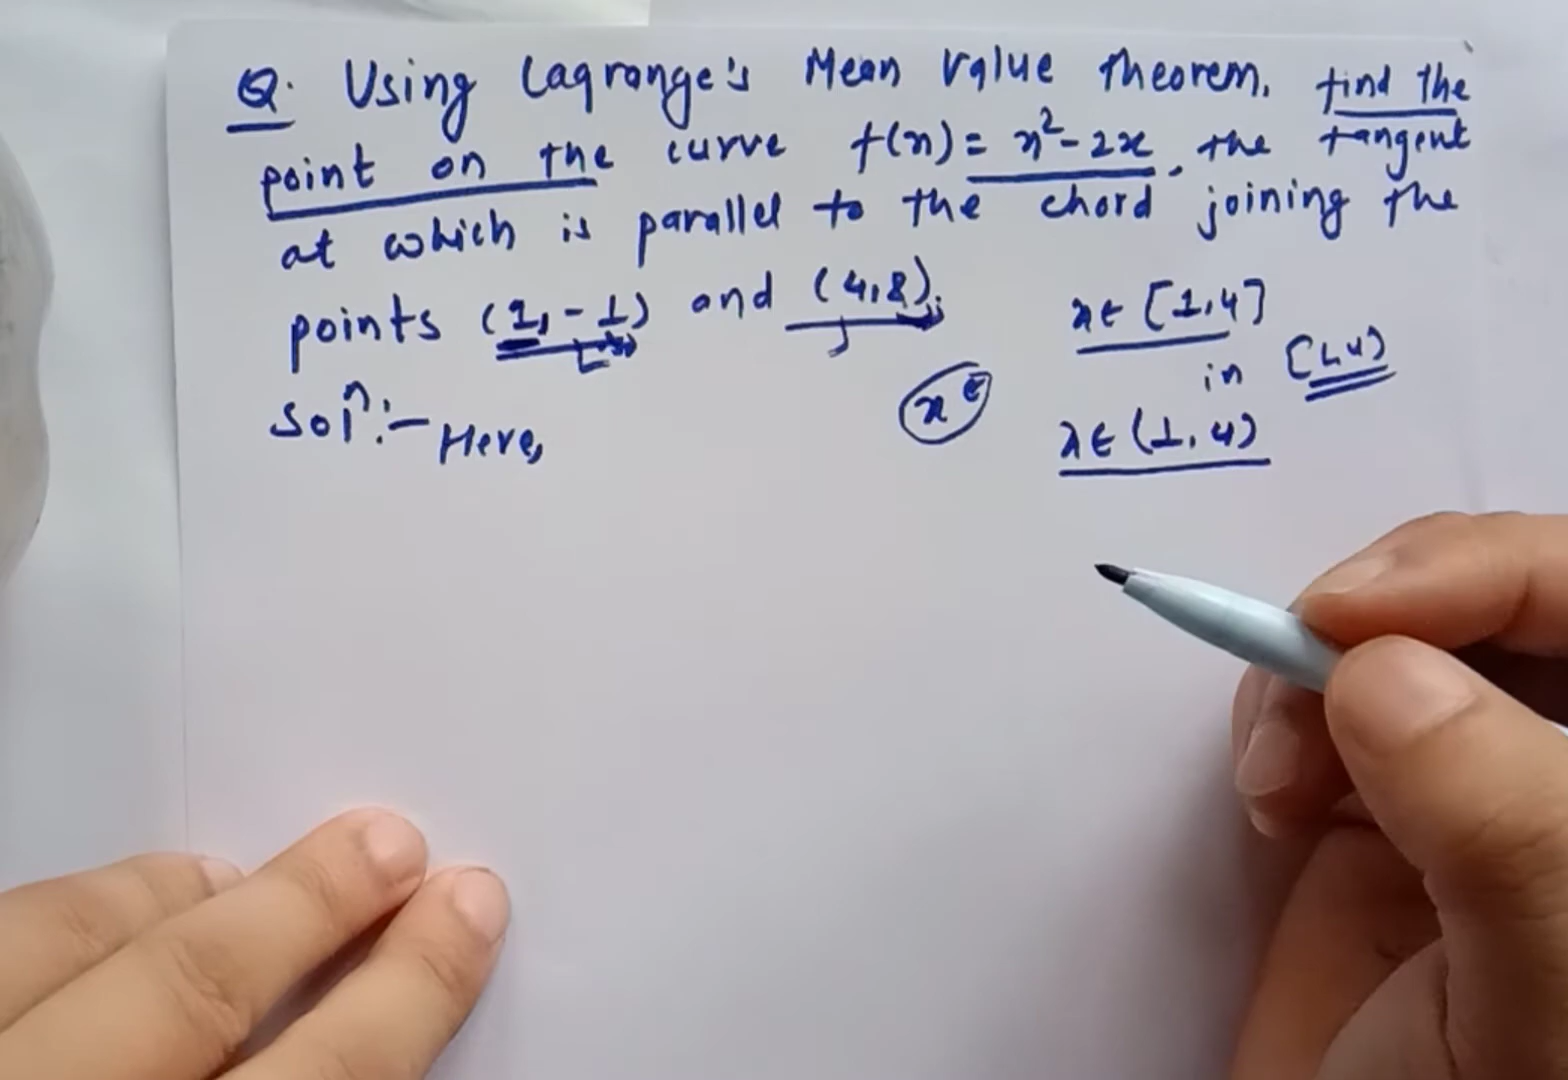 Q. Using Lagrange's Mean Value Theorem, find the
point on the curve f(x) = x² - 2x, the tangent
at which is parallel to the chord joining the
points (1, -1) and (4, 8).
x ∈ [1, 4]
in (1, 4)
x ∈
x ∈ (1, 4)
Solⁿ:- Here,